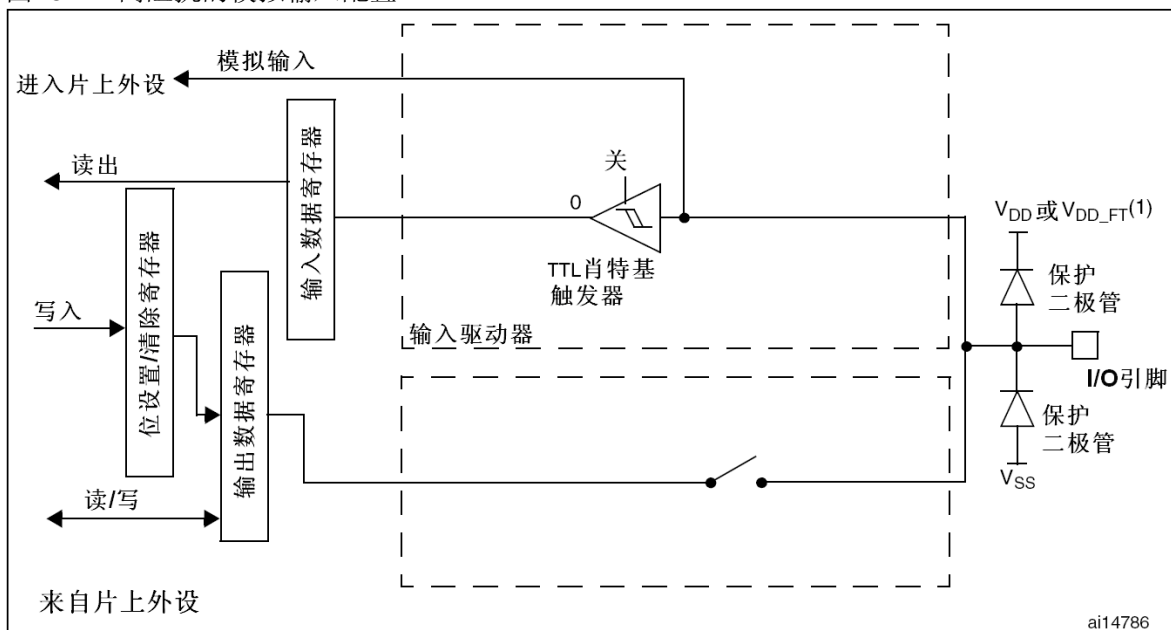 模拟输入
进入片上外设
读出
输入数据寄存器
关
0
TTL肖特基
触发器
输入驱动器
VDD或VDD_FT(1)
保护
二极管
I/O引脚
保护
二极管
VSS
写入
位设置/清除寄存器
输出数据寄存器
读/写
来自片上外设
ai14786